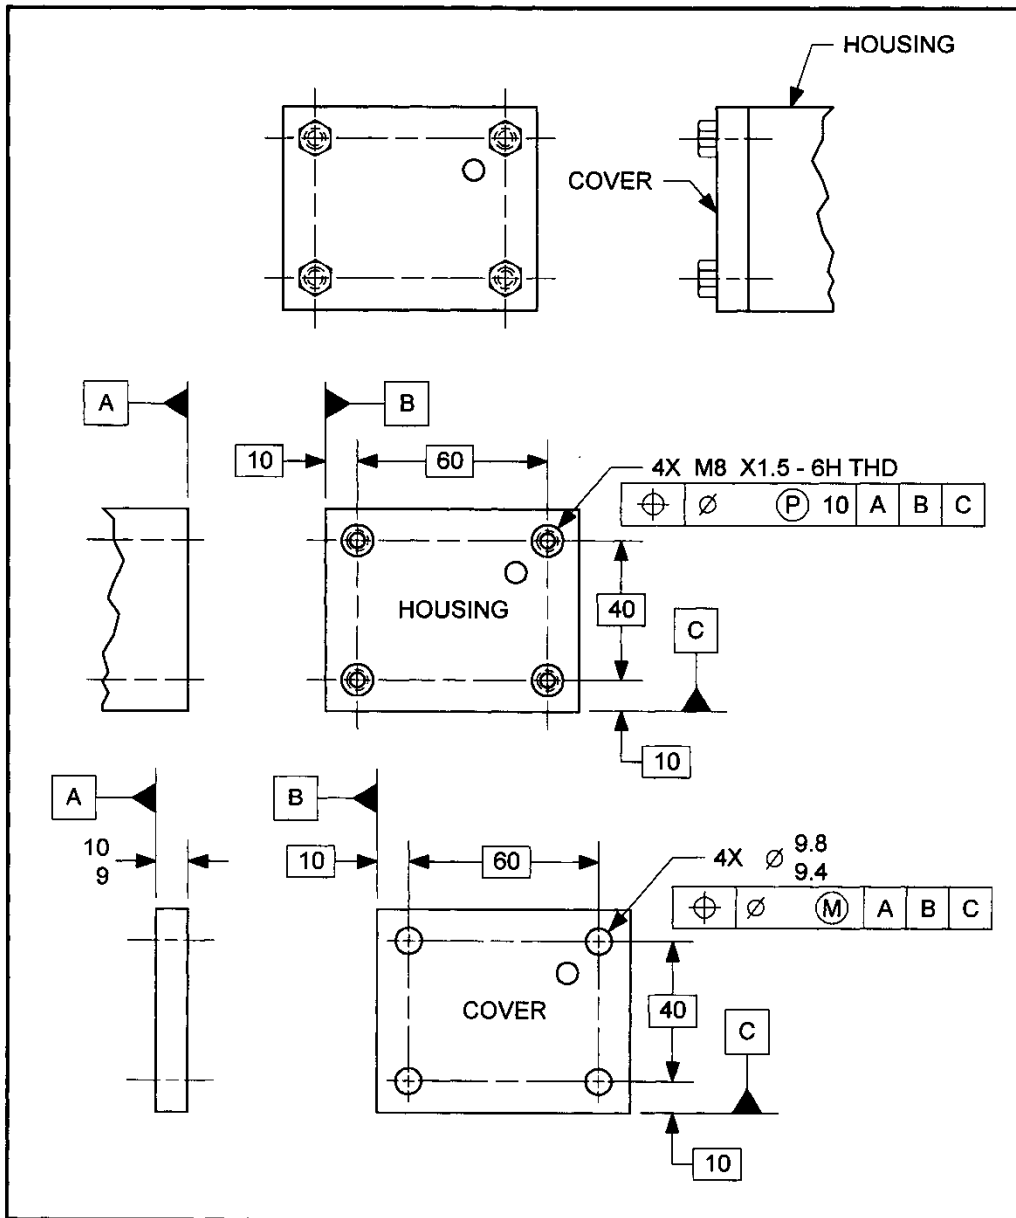 HOUSING
COVER
A
B
10
60
4X M8 X1.5 - 6H THD
⌖ ⌀ Ⓟ 10 A B C
HOUSING
40
C
10
A
B
10
9
10
60
4X ⌀ 9.8
9.4
⌖ ⌀ Ⓜ A B C
COVER
40
C
10